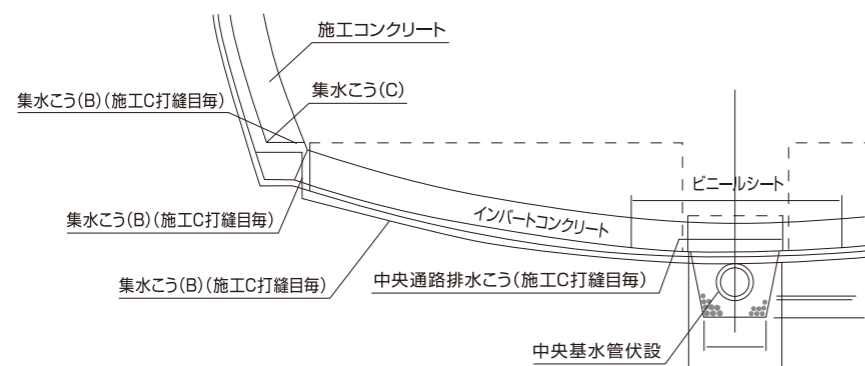 施工コンクリート
集水こう(C)
集水こう(B)(施工C打縫目毎)
ビニールシート
集水こう(B)(施工C打縫目毎)
インバートコンクリート
集水こう(B)(施工C打縫目毎)
中央通路排水こう(施工C打縫目毎)
中央基水管伏設